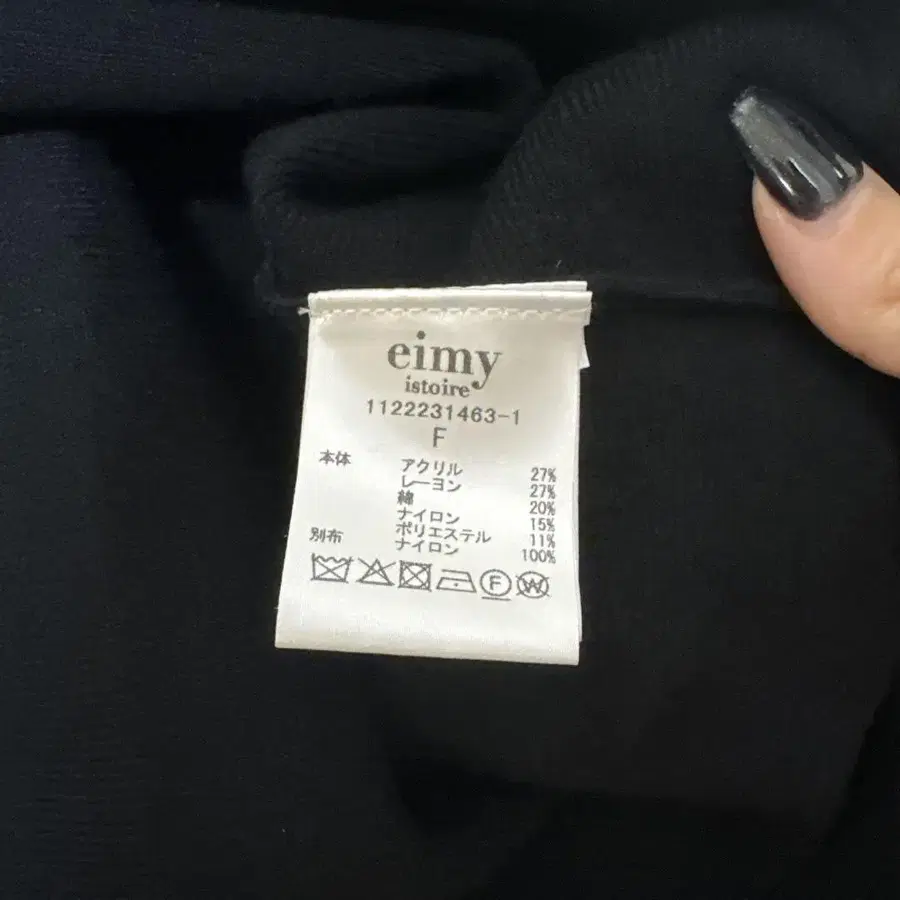 eimy
istoire
1122231463-1
F
本体 アクリル 27%
レーヨン 27%
綿 20%
ナイロン 15%
ポリエステル 11%
別布 ナイロン 100%
F W